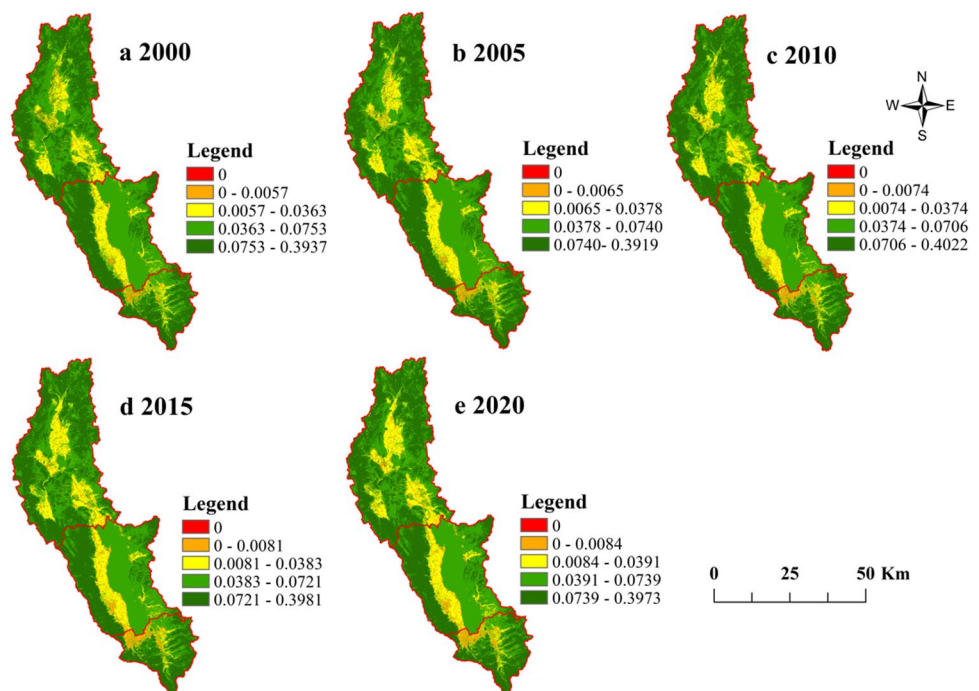 a 2000
Legend
0
0 - 0.0057
0.0057 - 0.0363
0.0363 - 0.0753
0.0753 - 0.3937
b 2005
Legend
0
0 - 0.0065
0.0065 - 0.0378
0.0378 - 0.0740
0.0740- 0.3919
c 2010
N
W E
S
Legend
0
0 - 0.0074
0.0074 - 0.0374
0.0374 - 0.0706
0.0706 - 0.4022
d 2015
Legend
0
0 - 0.0081
0.0081 - 0.0383
0.0383 - 0.0721
0.0721 - 0.3981
e 2020
Legend
0
0 - 0.0084
0.0084 - 0.0391
0.0391 - 0.0739
0.0739 - 0.3973
0 25 50 Km